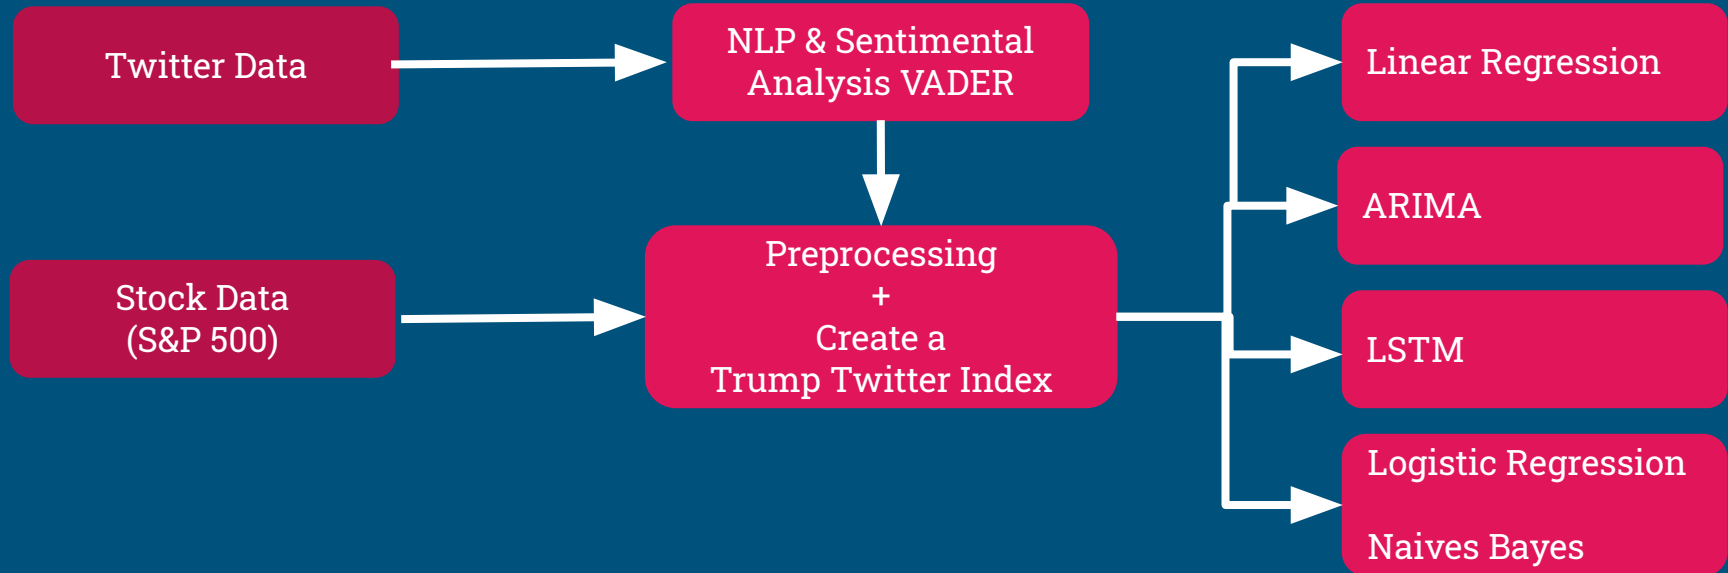 Twitter Data
NLP & Sentimental
Analysis VADER
Linear Regression
ARIMA
Stock Data
(S&P 500)
Preprocessing
+
Create a
Trump Twitter Index
LSTM
Logistic Regression
Naives Bayes